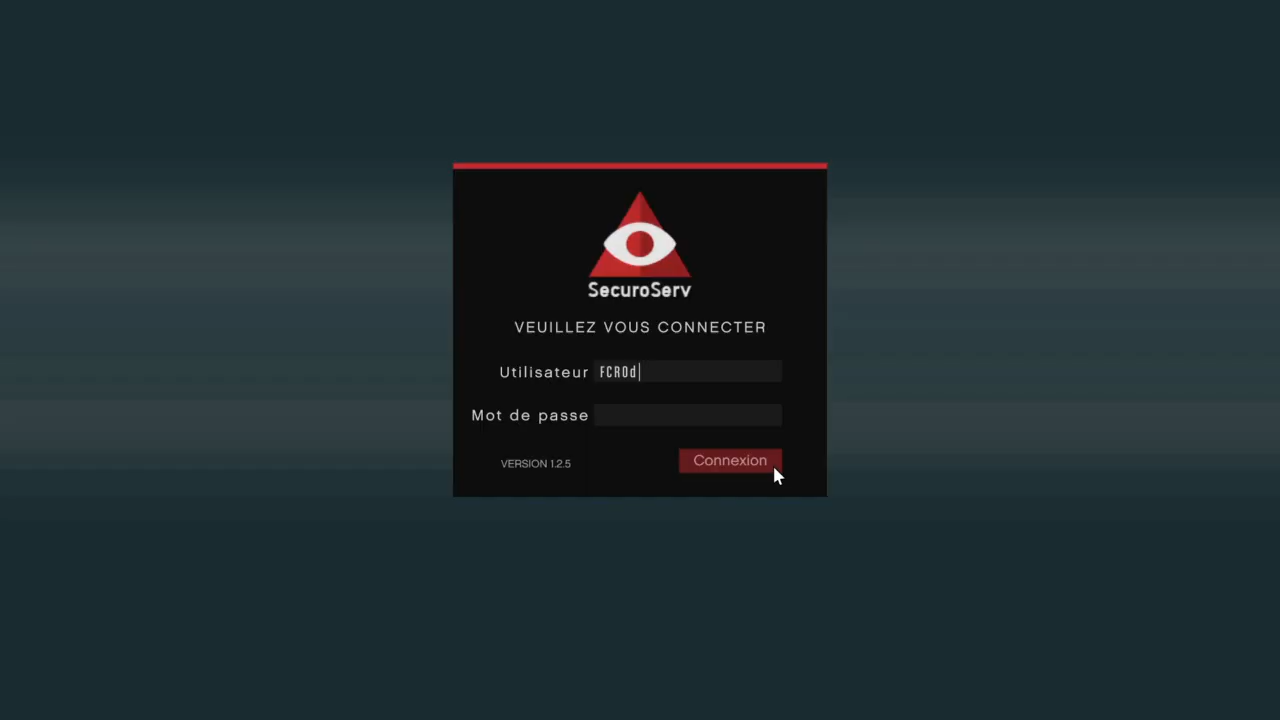 SecuroServ
VEUILLEZ VOUS CONNECTER
Utilisateur FCR0d
Mot de passe
VERSION 1.2.5 Connexion